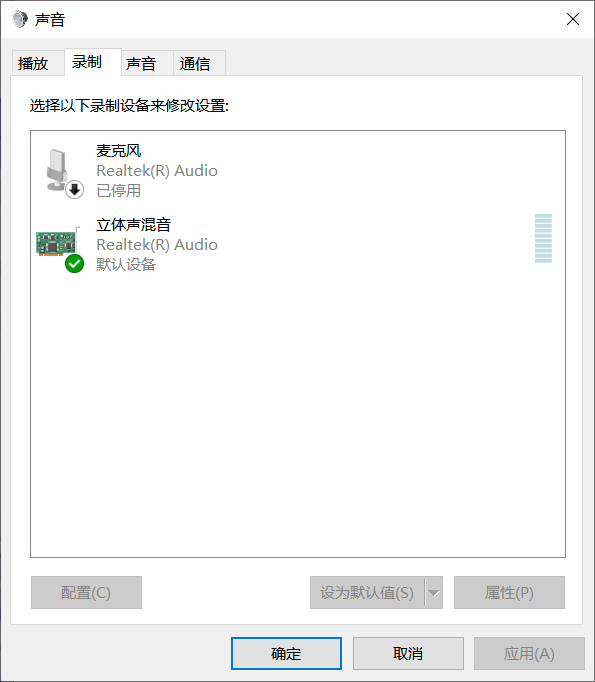 声音
播放 录制 声音 通信
选择以下录制设备来修改设置:
麦克风
Realtek(R) Audio
已停用
立体声混音
Realtek(R) Audio
默认设备
配置(C) 设为默认值(S) 属性(P)
确定 取消 应用(A)